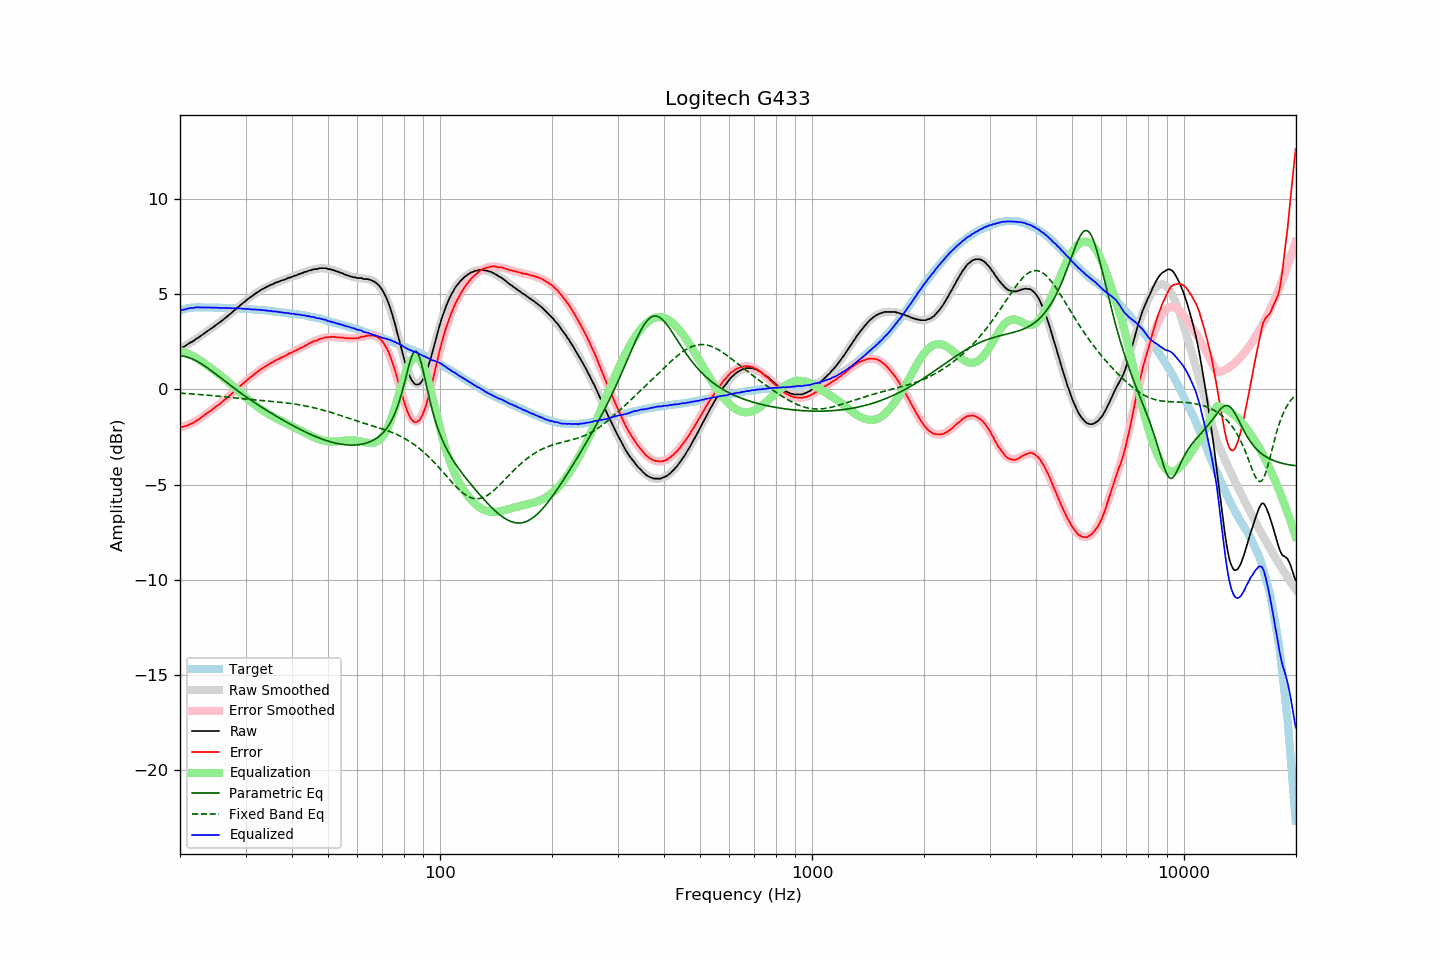 Logitech G433
Amplitude (dBr)
10
5
0
−5
−10
−15
−20
Target
Raw Smoothed
Error Smoothed
Raw
Error
Equalization
Parametric Eq
Fixed Band Eq
Equalized
100
1000
10000
Frequency (Hz)